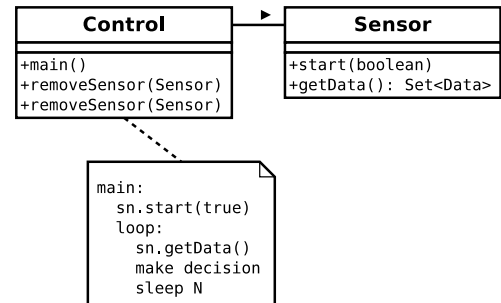 Control
+main()
+removeSensor(Sensor)
+removeSensor(Sensor)
Sensor
+start(boolean)
+getData(): Set<Data>
main:
  sn.start(true)
  loop:
    sn.getData()
    make decision
    sleep N